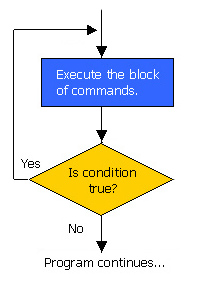 Execute the block
of commands.
Is condition
true?
Yes
No
Program continues...